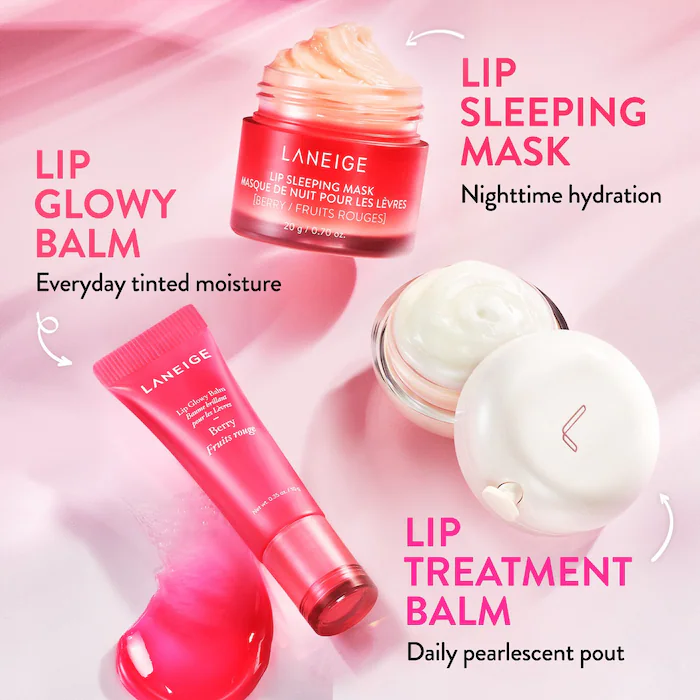 LIP
SLEEPING
MASK
Nighttime hydration
LANEIGE
LIP SLEEPING MASK
MASQUE DE NUIT POUR LES LÈVRES
[BERRY / FRUITS ROUGES]
20 g / 0.70 oz.
LIP
GLOWY
BALM
Everyday tinted moisture
LANEIGE
Lip Glowy Balm
Baume brillant
pour les Lèvres
Berry
fruits rouges
LIP
TREATMENT
BALM
Daily pearlescent pout